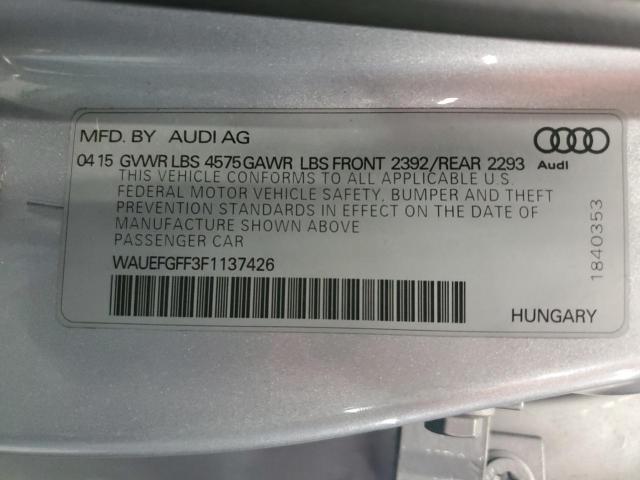 MFD. BY AUDI AG
04 15 GVWR LBS 4575 GAWR LBS FRONT 2392/REAR 2293
Audi
THIS VEHICLE CONFORMS TO ALL APPLICABLE U.S.
FEDERAL MOTOR VEHICLE SAFETY, BUMPER AND THEFT
PREVENTION STANDARDS IN EFFECT ON THE DATE OF
MANUFACTURE SHOWN ABOVE
PASSENGER CAR
WAUEFGFF3F1137426
HUNGARY
1840353